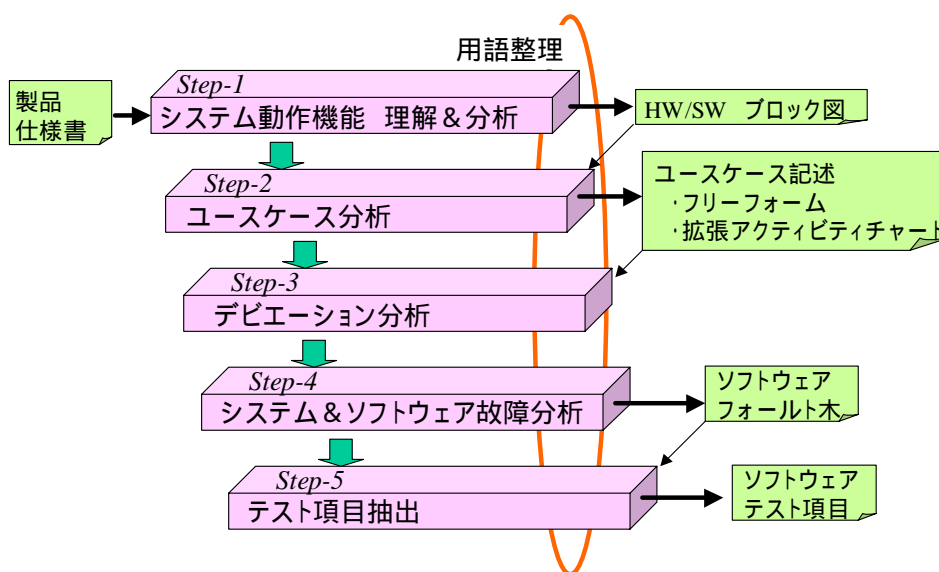 用語整理
製品
仕様書
Step-1
システム動作機能 理解＆分析
HW/SW ブロック図
Step-2
ユースケース分析
ユースケース記述
・フリーフォーム
・拡張アクティビティチャート
Step-3
デビエーション分析
Step-4
システム＆ソフトウェア故障分析
ソフトウェア
フォールト木
Step-5
テスト項目抽出
ソフトウェア
テスト項目